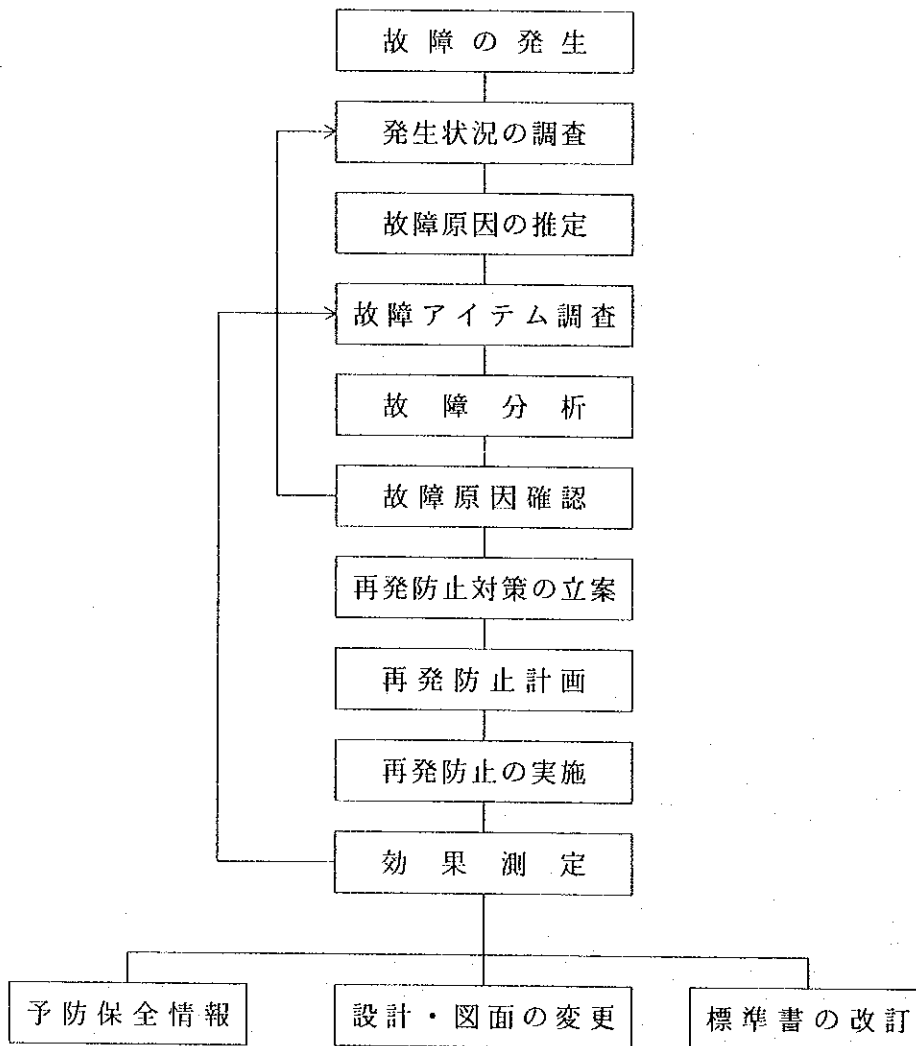 故障の発生
発生状況の調査
故障原因の推定
故障アイテム調査
故障分析
故障原因確認
再発防止対策の立案
再発防止計画
再発防止の実施
効果測定
予防保全情報
設計・図面の変更
標準書の改訂